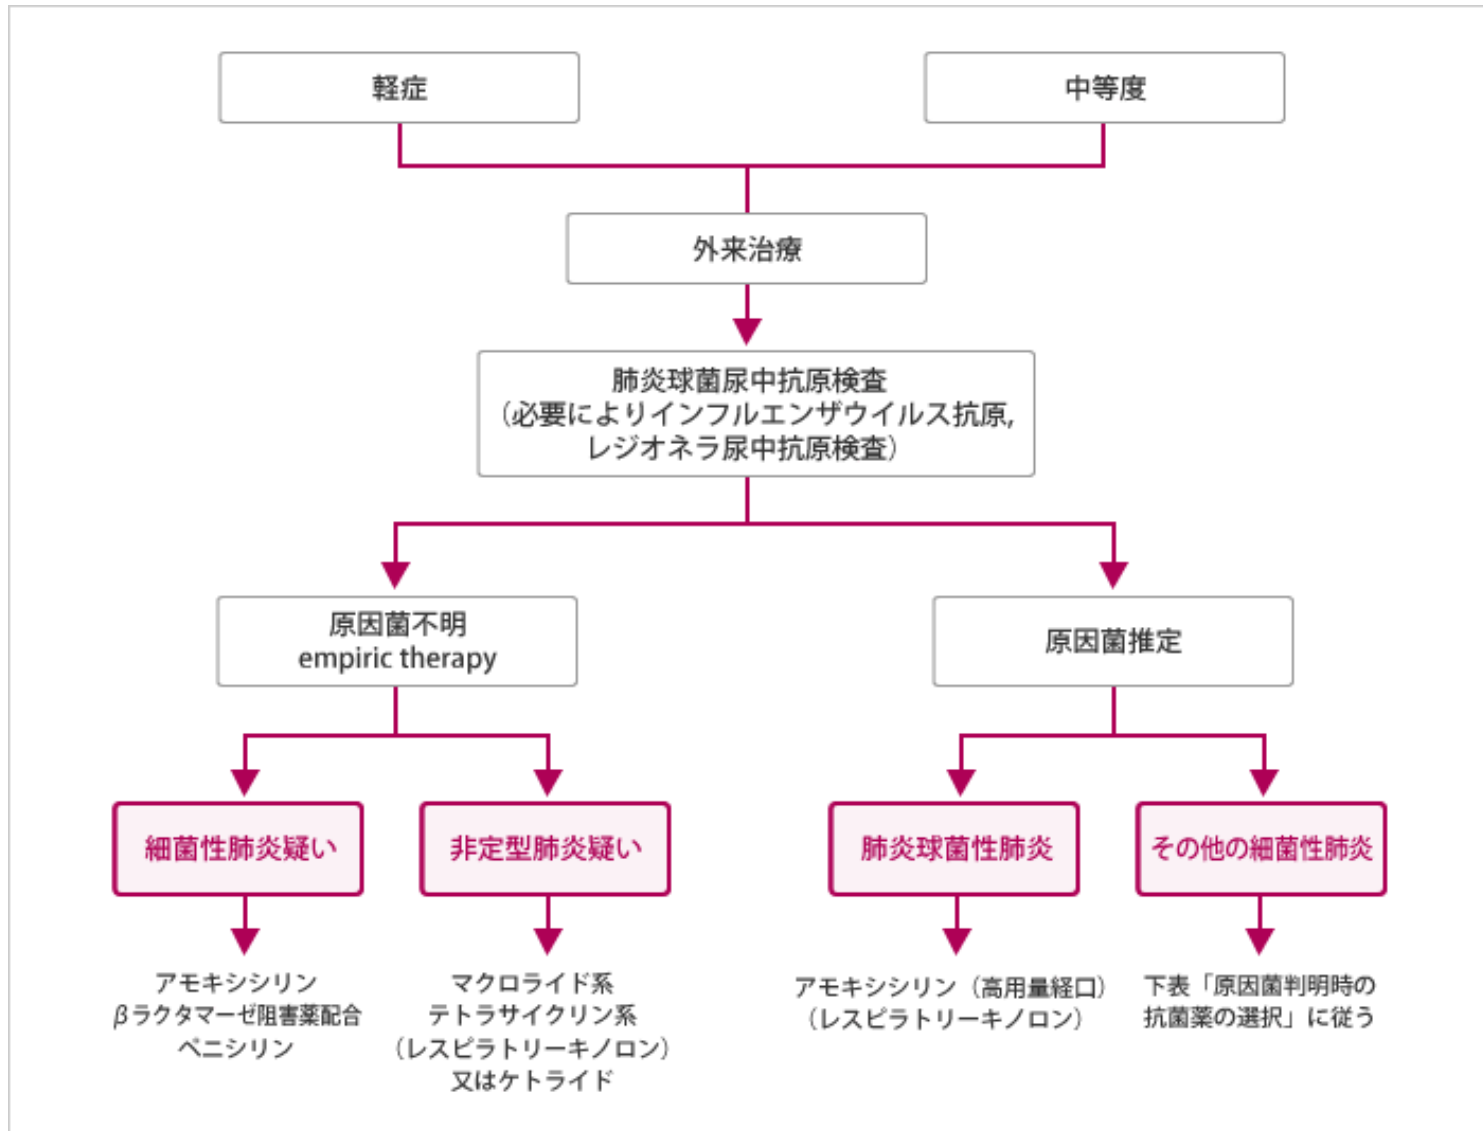 軽症
中等度
外来治療
肺炎球菌尿中抗原検査
（必要によりインフルエンザウイルス抗原,
レジオネラ尿中抗原検査）
原因菌不明
empiric therapy
原因菌推定
細菌性肺炎疑い
非定型肺炎疑い
肺炎球菌性肺炎
その他の細菌性肺炎
アモキシシリン
βラクタマーゼ阻害薬配合
ペニシリン
マクロライド系
テトラサイクリン系
（レスピラトリーキノロン）
又はケトライド
アモキシシリン（高用量経口）
（レスピラトリーキノロン）
下表「原因菌判明時の
抗菌薬の選択」に従う